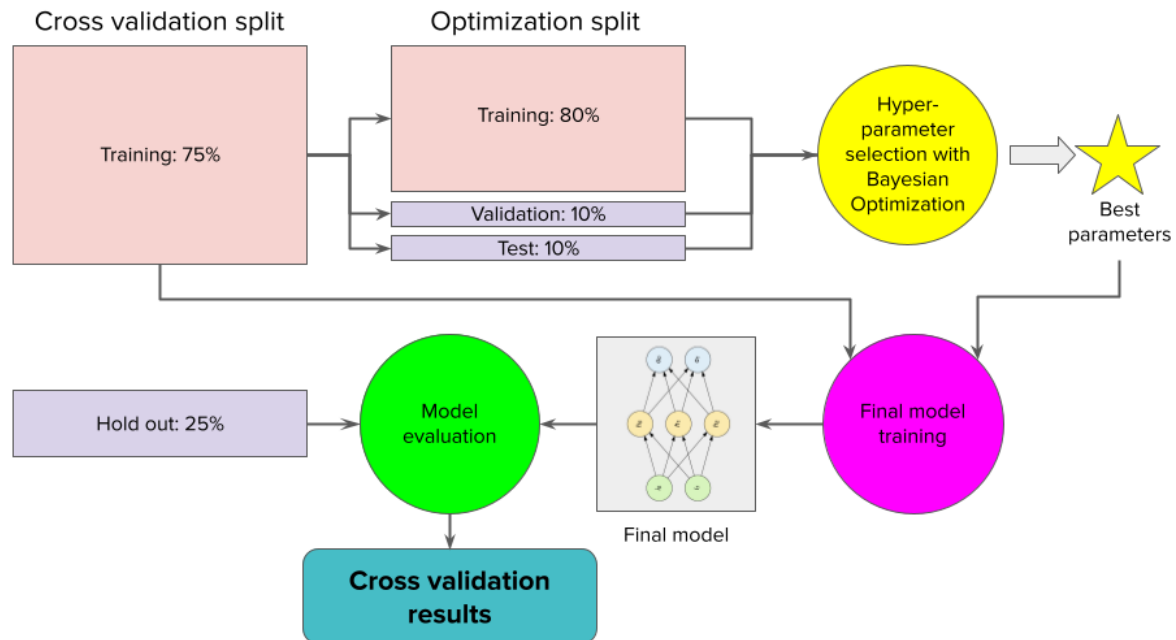 Cross validation split
Optimization split
Training: 75%
Training: 80%
Validation: 10%
Test: 10%
Hyper-
parameter
selection with
Bayesian
Optimization
Best
parameters
Hold out: 25%
Model
evaluation
Final model
Final model
training
Cross validation
results